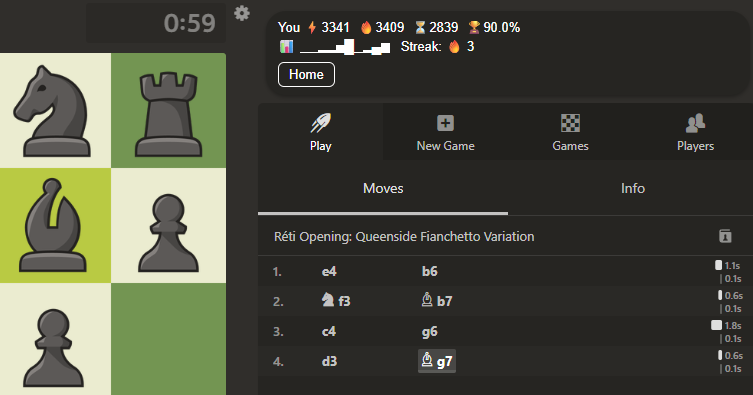 0:59
You 3341 3409 2839 90.0%
Streak: 3
Home
Play
New Game
Games
Players
Moves
Info
Réti Opening: Queenside Fianchetto Variation
1. e4 b6 1.1s
0.1s
2. f3 b7 0.6s
0.1s
3. c4 g6 1.8s
0.1s
4. d3 g7 0.6s
0.1s